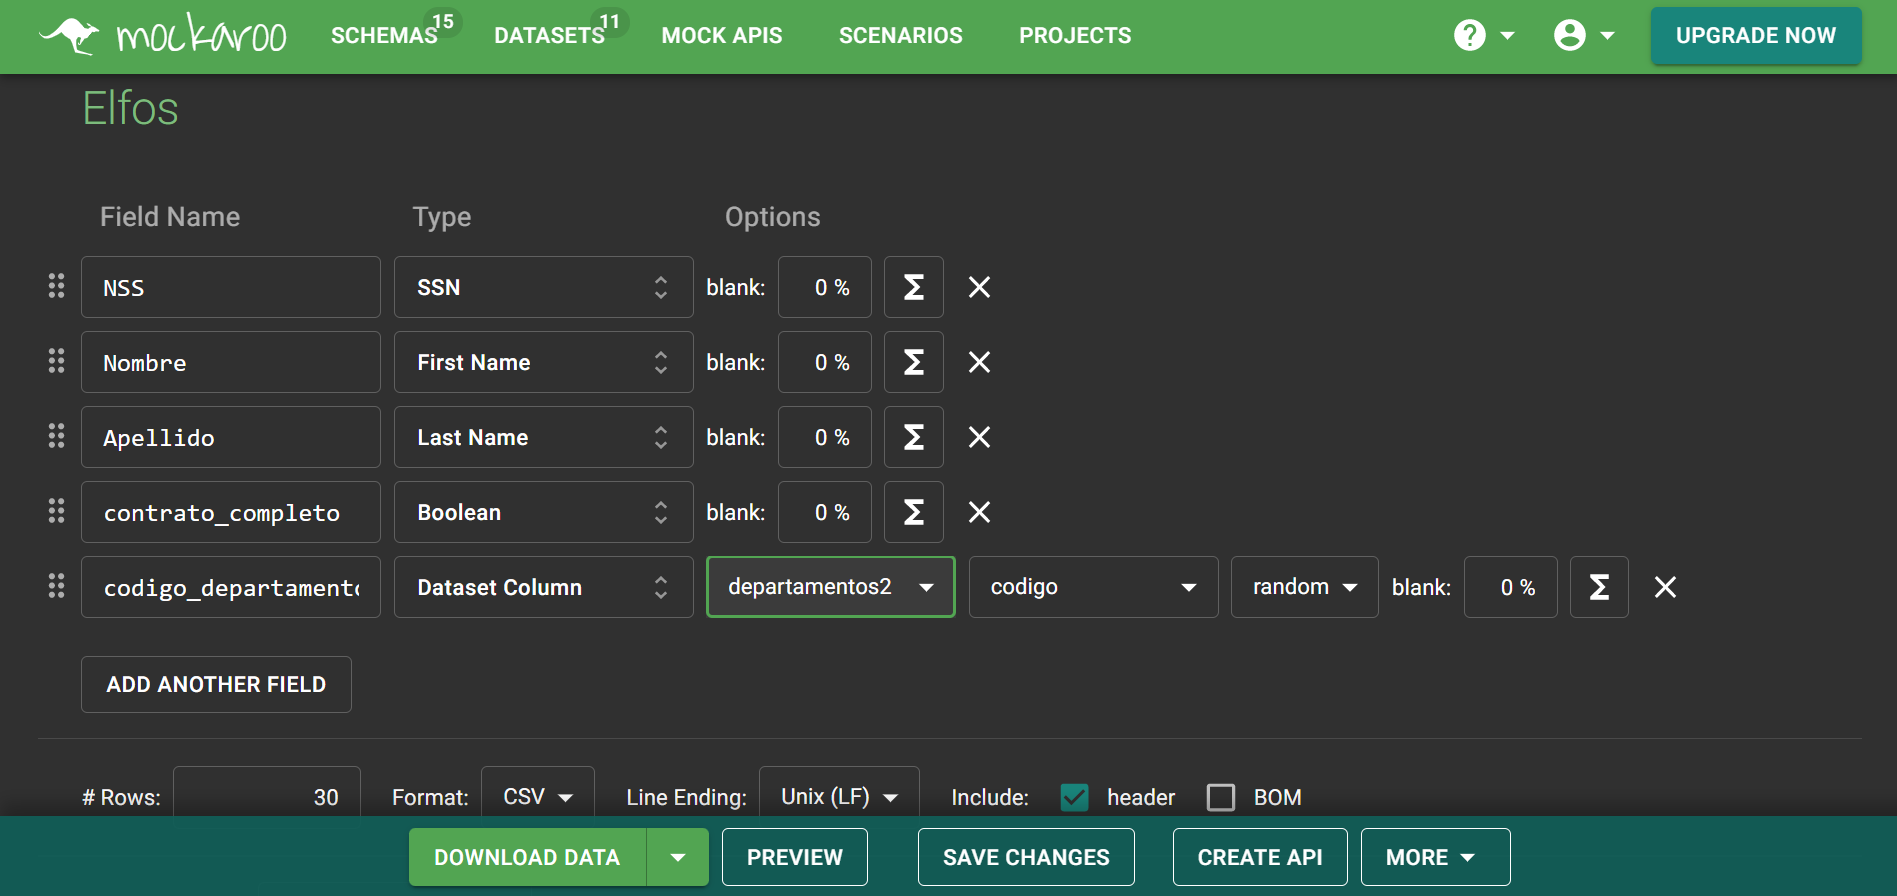 mockaroo SCHEMAS 15 DATASETS 11 MOCK APIS SCENARIOS PROJECTS ? UPGRADE NOW
Elfos
Field Name Type Options
NSS SSN blank: 0 % Σ
Nombre First Name blank: 0 % Σ
Apellido Last Name blank: 0 % Σ
contrato_completo Boolean blank: 0 % Σ
codigo_departamento Dataset Column departamentos2 codigo random blank: 0 % Σ
ADD ANOTHER FIELD
# Rows: 30 Format: CSV Line Ending: Unix (LF) Include: header BOM
DOWNLOAD DATA PREVIEW SAVE CHANGES CREATE API MORE